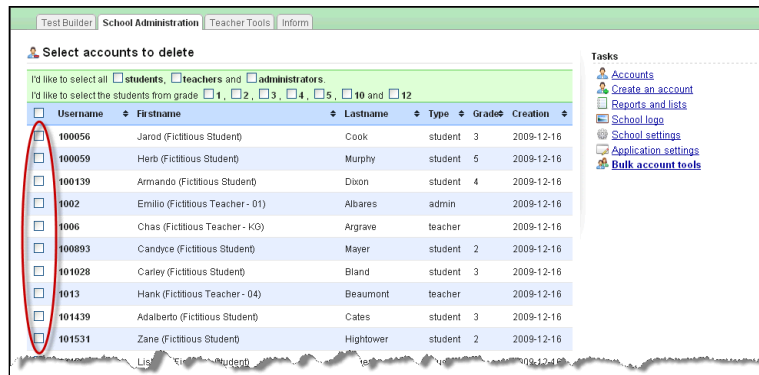 Test Builder School Administration Teacher Tools Inform
Select accounts to delete
I'd like to select all students, teachers and administrators.
I'd like to select the students from grade 1, 2, 3, 4, 5, 10 and 12
Username Firstname Lastname Type Grade Creation
100056 Jarod (Fictitious Student) Cook student 3 2009-12-16
100059 Herb (Fictitious Student) Murphy student 5 2009-12-16
100139 Armando (Fictitious Student) Dixon student 4 2009-12-16
1002 Emilio (Fictitious Teacher - 01) Albares admin 2009-12-16
1006 Chas (Fictitious Teacher - KG) Argrave teacher 2009-12-16
100893 Candyce (Fictitious Student) Mayer student 2 2009-12-16
101028 Carley (Fictitious Student) Bland student 3 2009-12-16
1013 Hank (Fictitious Teacher - 04) Beaumont teacher 2009-12-16
101439 Adalberto (Fictitious Student) Cates student 3 2009-12-16
101531 Zane (Fictitious Student) Hightower student 2 2009-12-16
Tasks
Accounts
Create an account
Reports and lists
School logo
School settings
Application settings
Bulk account tools